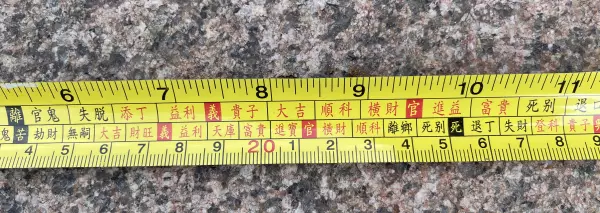 6 7 8 9 10 11
離 官鬼 失脱 添丁 益利 義 貴子 大吉 順科 橫財 官 進益 富貴 死别 退口
鬼 苦 劫財 無嗣 大吉 財旺 義 益利 天庫 富貴 進寶 官 橫財 順科 離鄉 死别 死 退丁 失財 登科 貴子
4 5 6 7 8 9 20 1 2 3 4 5 6 7 8